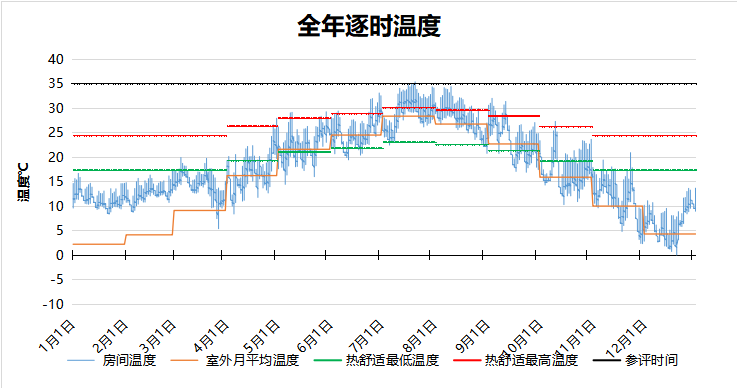 全年逐时温度
温度℃
40
35
30
25
20
15
10
5
0
-5
-10
1月1日
2月1日
3月1日
4月1日
5月1日
6月1日
7月1日
8月1日
9月1日
10月1日
11月1日
12月1日
房间温度 室外月平均温度 热舒适最低温度 热舒适最高温度 参评时间